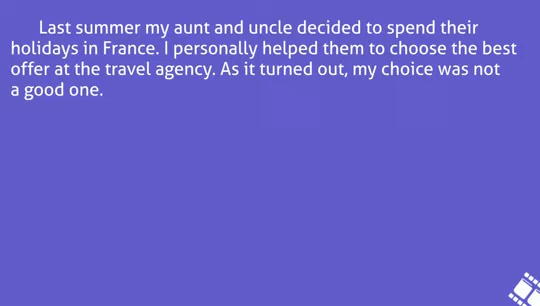 Last summer my aunt and uncle decided to spend their
holidays in France. I personally helped them to choose the best
offer at the travel agency. As it turned out, my choice was not
a good one.